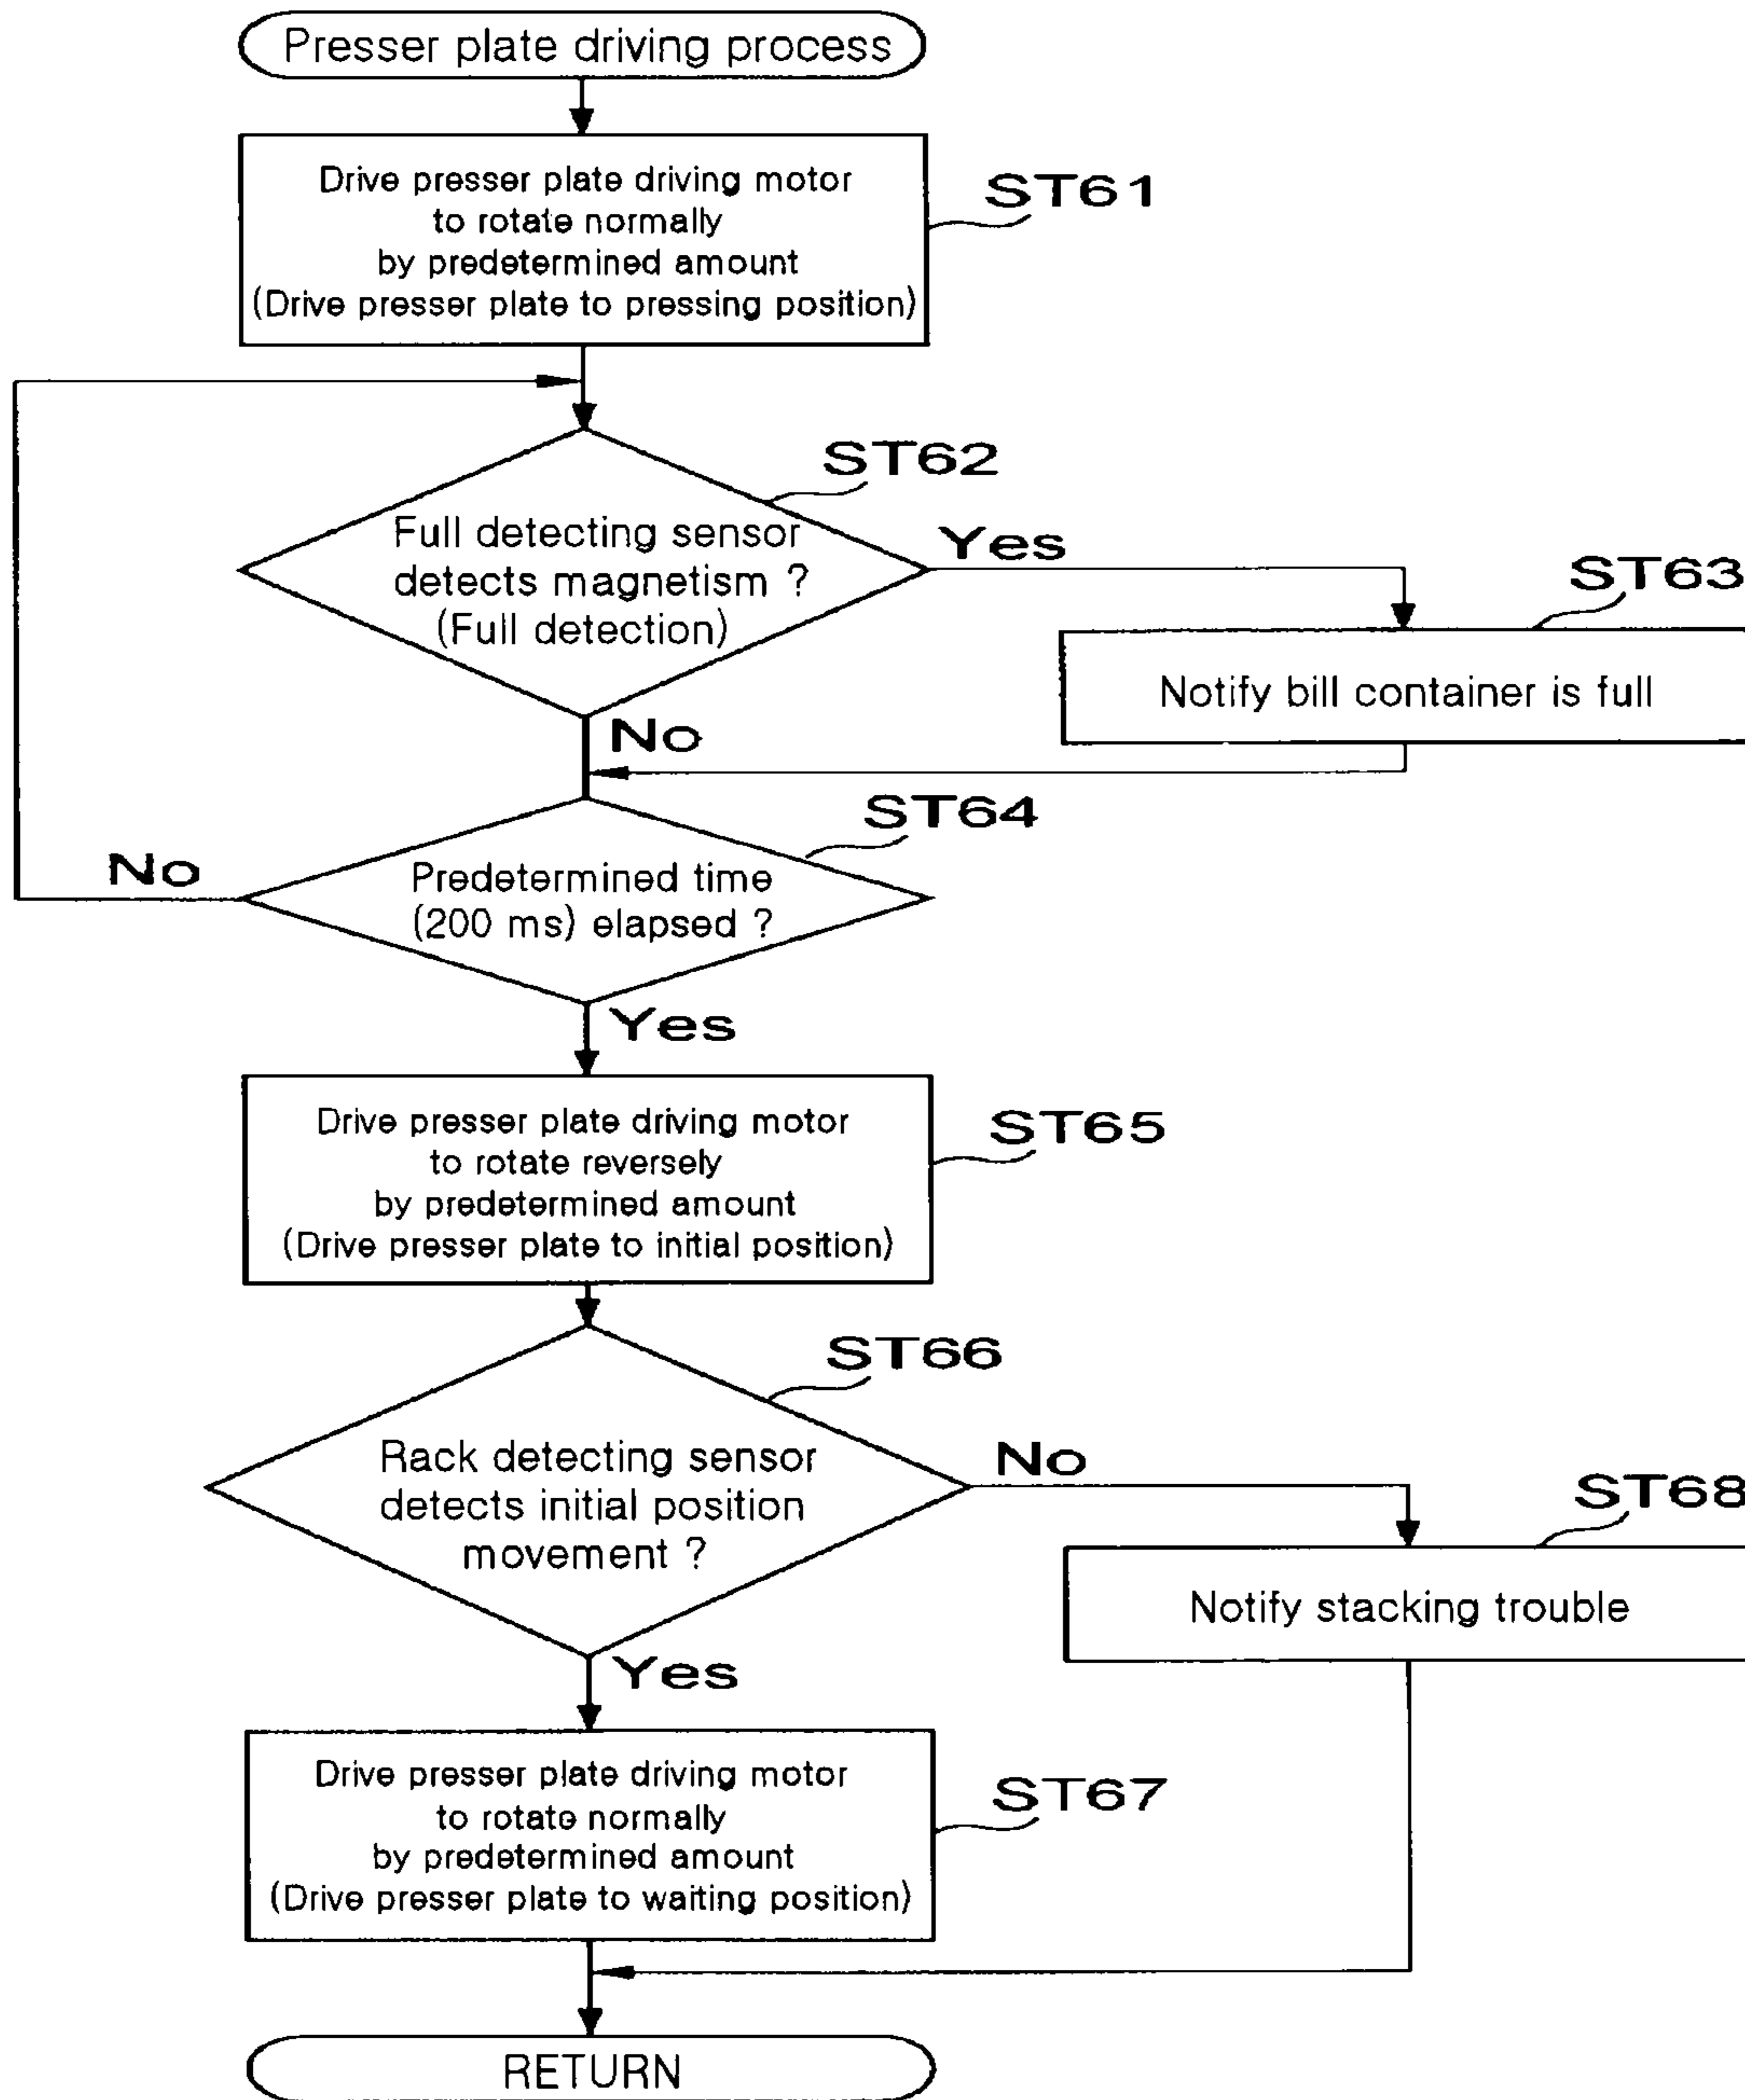 Presser plate driving process
Drive presser plate driving motor
to rotate normally
by predetermined amount
(Drive presser plate to pressing position)
ST61
ST62
Full detecting sensor
detects magnetism ?
(Full detection)
Yes
ST63
Notify bill container is full
No
ST64
No
Predetermined time
(200 ms) elapsed ?
Yes
Drive presser plate driving motor
to rotate reversely
by predetermined amount
(Drive presser plate to initial position)
ST65
ST66
Rack detecting sensor
detects initial position
movement ?
No
ST68
Notify stacking trouble
Yes
Drive presser plate driving motor
to rotate normally
by predetermined amount
(Drive presser plate to waiting position)
ST67
RETURN